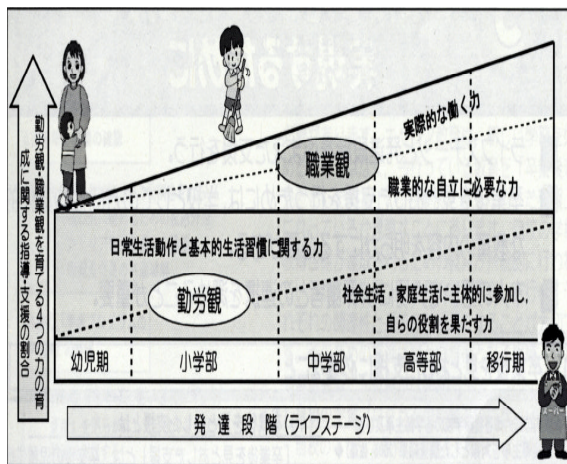 勤労観・職業観を育てる4つの力の育
成に関する指導・支援の割合
実際的な働く力
職業観
職業的な自立に必要な力
日常生活動作と基本的生活習慣に関する力
勤労観
社会生活・家庭生活に主体的に参加し,
自らの役割を果たす力
幼児期 小学部 中学部 高等部 移行期
発達段階(ライフステージ)